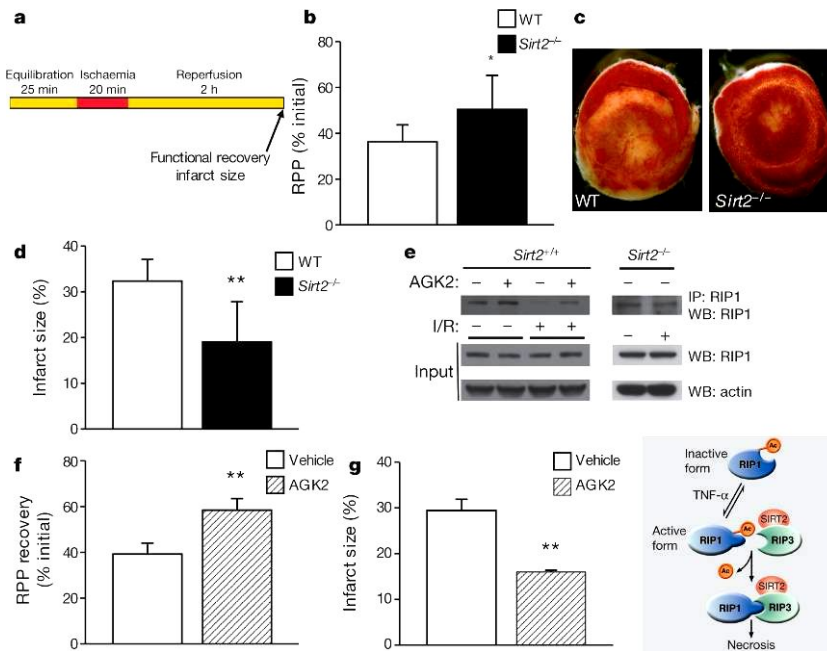 a
Equilibration Ischaemia Reperfusion
25 min 20 min 2 h
Functional recovery
infarct size
b
WT
Sirt2–/–
80
60
40
20
0
RPP (% initial)
*
c
WT
Sirt2–/–
d
WT
Sirt2–/–
40
30
20
10
0
Infarct size (%)
**
e
Sirt2+/+ Sirt2–/–
AGK2: – + – +
IP: RIP1
WB: RIP1
I/R: – – + + – +
Input
WB: RIP1
WB: actin
f
Vehicle
AGK2
80
60
40
20
0
RPP recovery
(% initial)
**
g
Vehicle
AGK2
40
30
20
10
0
Infarct size (%)
**
Ac
Inactive
form
RIP1
TNF-α
SIRT2
Active
form
RIP1 Ac RIP3
Ac
SIRT2
RIP1 RIP3
Necrosis